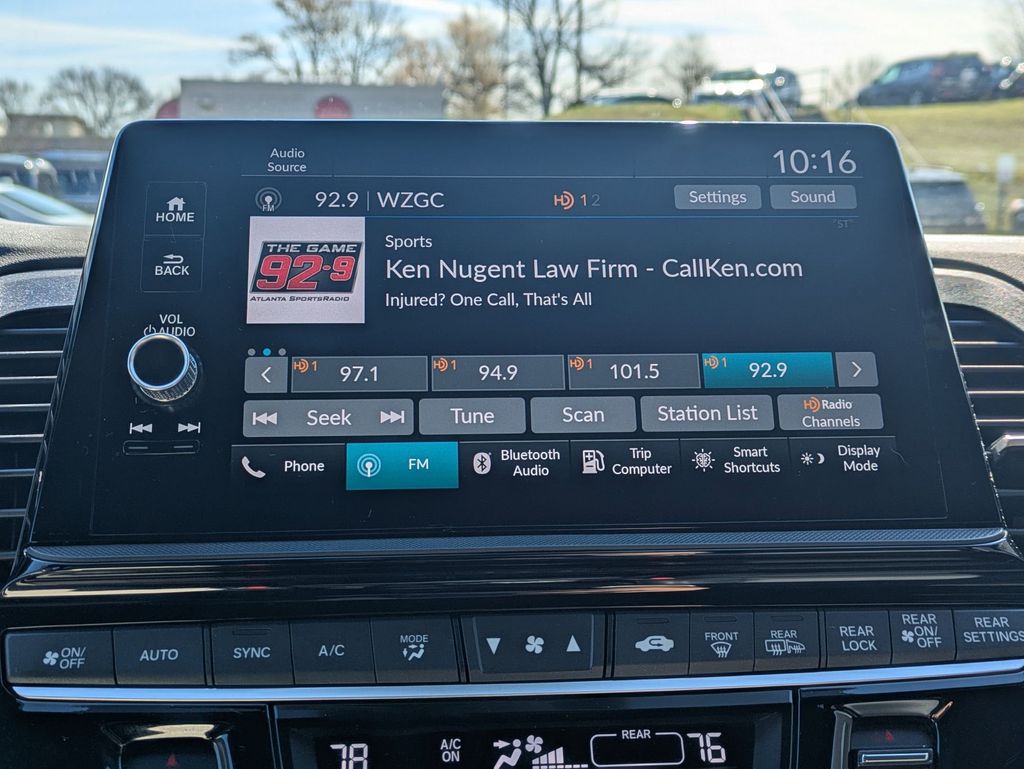 Audio
Source
10:16
HOME
FM
92.9 | WZGC
HD 1 2
Settings
Sound
"ST"
BACK
THE GAME
92·9
ATLANTA SPORTSRADIO
Sports
Ken Nugent Law Firm - CallKen.com
Injured? One Call, That's All
VOL
AUDIO
HD 1 97.1
HD 1 94.9
HD 1 101.5
HD 1 92.9
Seek
Tune
Scan
Station List
HD Radio
Channels
Phone
FM
Bluetooth
Audio
Trip
Computer
Smart
Shortcuts
Display
Mode
ON/
OFF
AUTO
SYNC
A/C
MODE
FRONT
REAR
REAR
LOCK
REAR
ON/
OFF
REAR
SETTINGS
78
A/C
ON
REAR
76